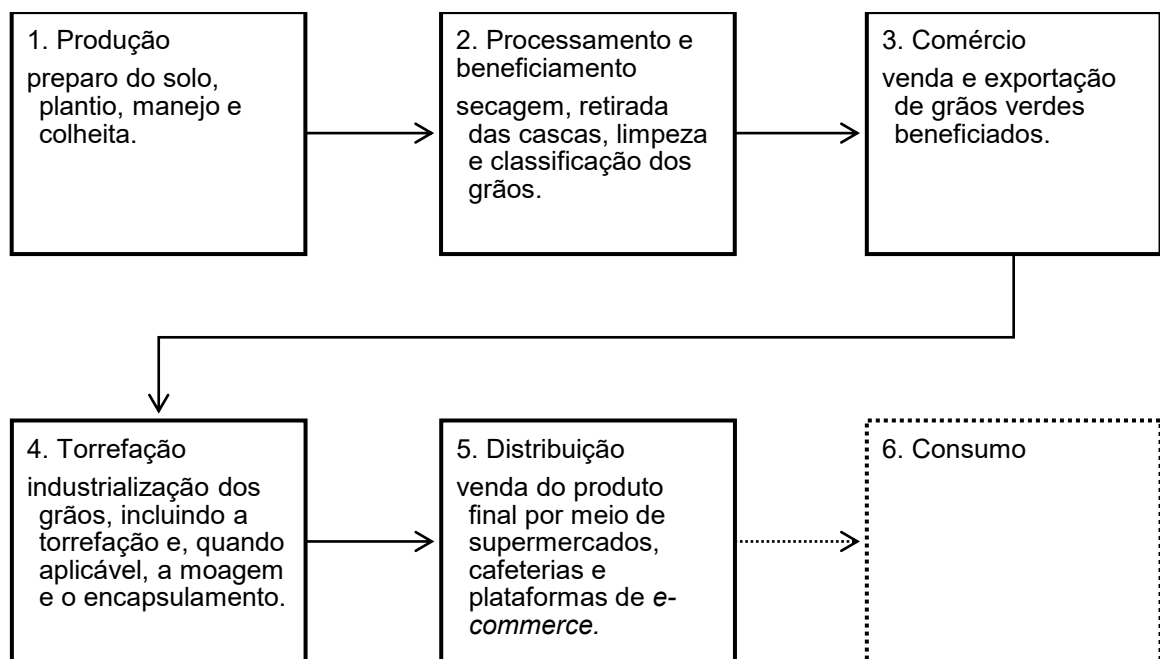 1. Produção
preparo do solo,
plantio, manejo e
colheita.
2. Processamento e
beneficiamento
secagem, retirada
das cascas, limpeza
e classificação dos
grãos.
3. Comércio
venda e exportação
de grãos verdes
beneficiados.
4. Torrefação
industrialização dos
grãos, incluindo a
torrefação e, quando
aplicável, a moagem
e o encapsulamento.
5. Distribuição
venda do produto
final por meio de
supermercados,
cafeterias e
plataformas de e-
commerce.
6. Consumo